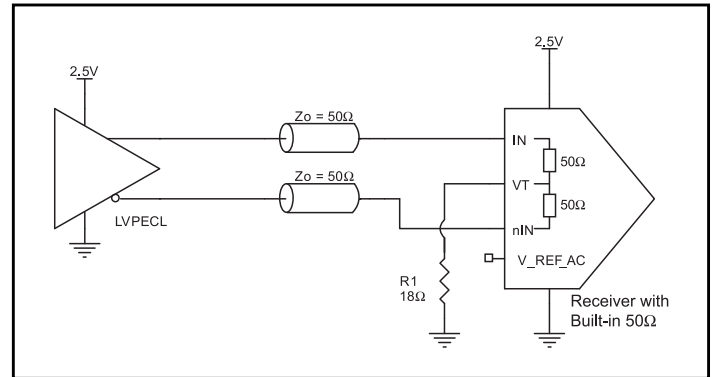 2.5V
2.5V
Zo = 50Ω
IN
50Ω
Zo = 50Ω
VT
50Ω
LVPECL
nIN
V_REF_AC
R1
18Ω
Receiver with
Built-in 50Ω